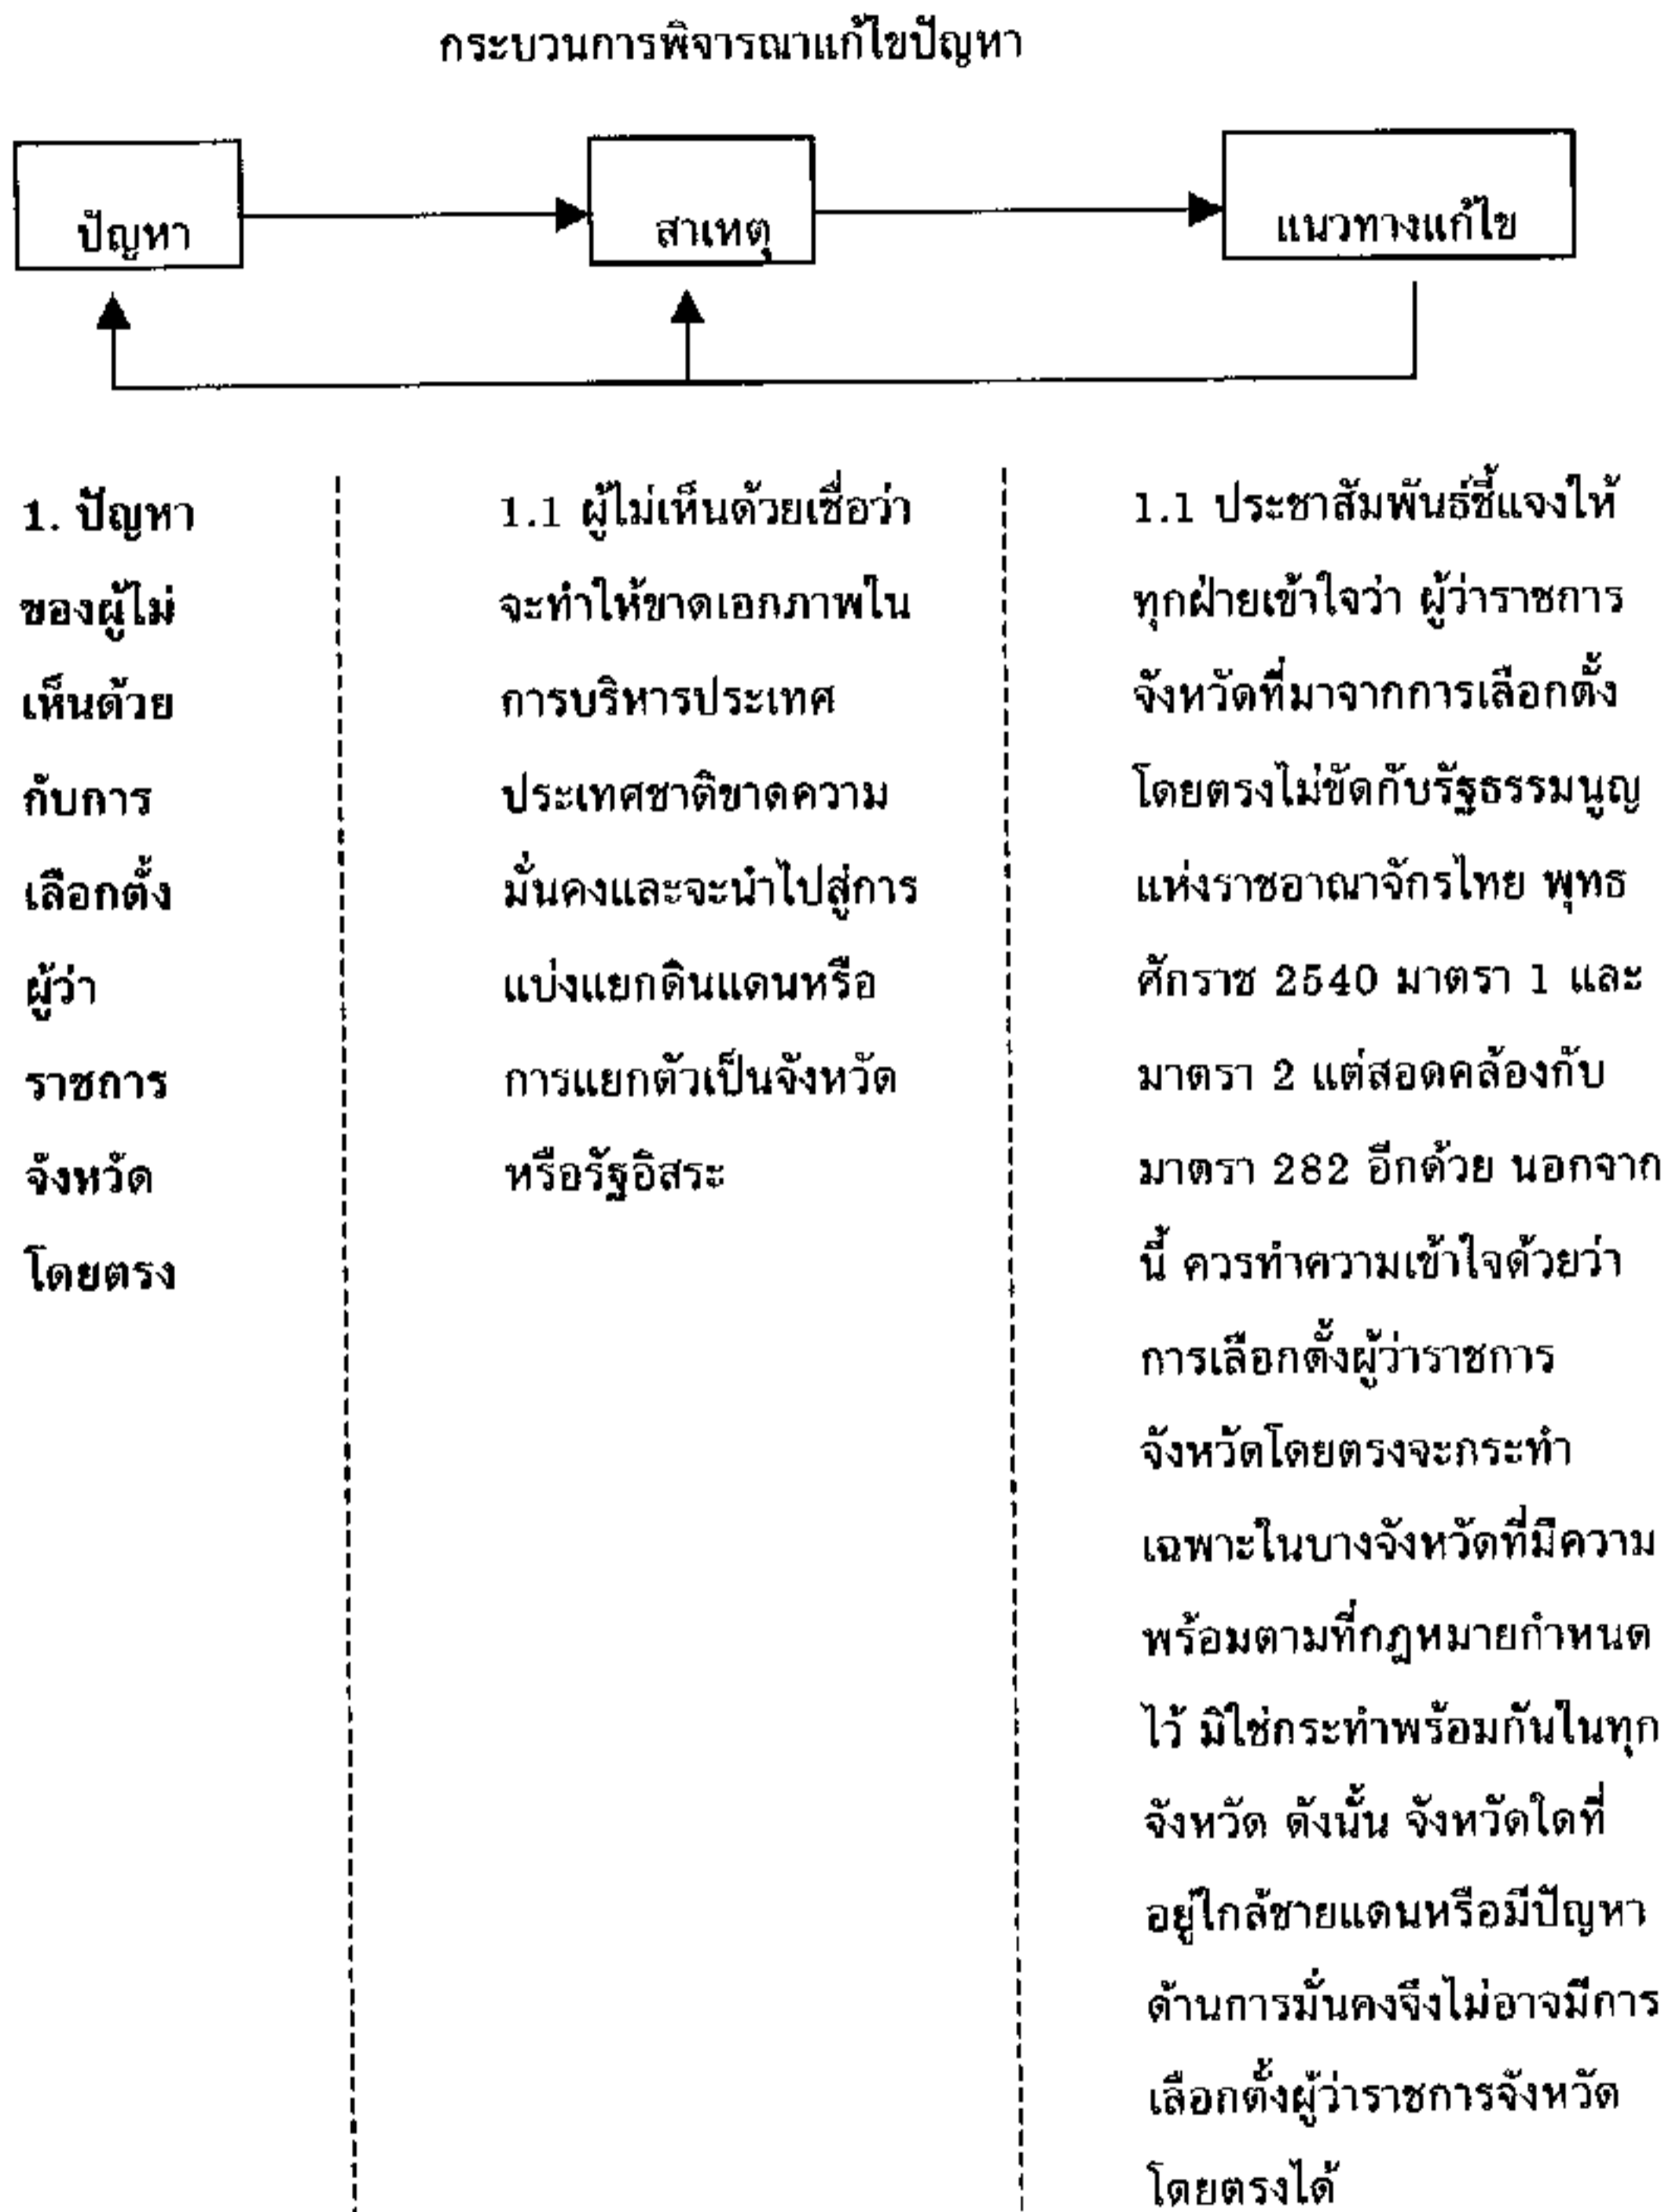 กระบวนการพิจารณาแก้ไขปัญหา
ปัญหา
สาเหตุ
แนวทางแก้ไข
1. ปัญหา
ของผู้ไม่
เห็นด้วย
กับการ
เลือกตั้ง
ผู้ว่า
ราชการ
จังหวัด
โดยตรง
1.1 ผู้ไม่เห็นด้วยเชื่อว่า
จะทำให้ขาดเอกภาพใน
การบริหารประเทศ
ประเทศชาติขาดความ
มั่นคงและจะนำไปสู่การ
แบ่งแยกดินแดนหรือ
การแยกตัวเป็นจังหวัด
หรือรัฐอิสระ
1.1 ประชาสัมพันธ์ชี้แจงให้
ทุกฝ่ายเข้าใจว่า ผู้ว่าราชการ
จังหวัดที่มาจากการเลือกตั้ง
โดยตรงไม่ขัดกับรัฐธรรมนูญ
แห่งราชอาณาจักรไทย พุทธ
ศักราช 2540 มาตรา 1 และ
มาตรา 2 แต่สอดคล้องกับ
มาตรา 282 อีกด้วย นอกจาก
นี้ ควรทำความเข้าใจด้วยว่า
การเลือกตั้งผู้ว่าราชการ
จังหวัดโดยตรงจะกระทำ
เฉพาะในบางจังหวัดที่มีความ
พร้อมตามที่กฎหมายกำหนด
ไว้ มิใช่กระทำพร้อมกันในทุก
จังหวัด ดังนั้น จังหวัดใดที่
อยู่ใกล้ชายแดนหรือมีปัญหา
ด้านการมั่นคงจึงไม่อาจมีการ
เลือกตั้งผู้ว่าราชการจังหวัด
โดยตรงได้